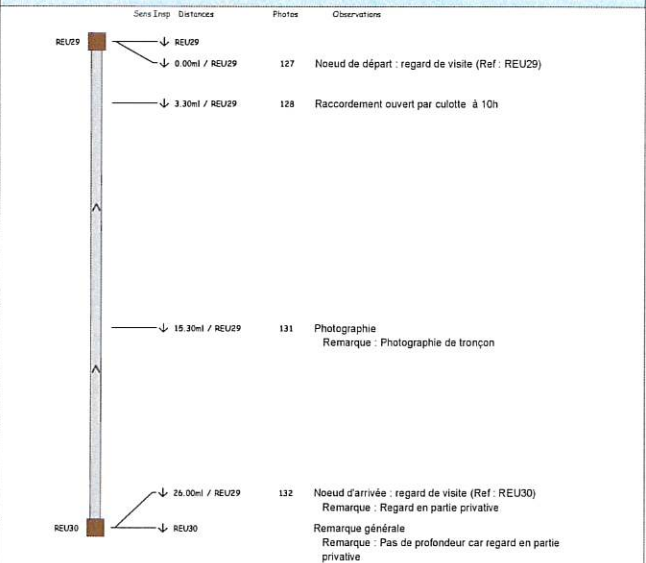 Sens Insp Distances Photos Observations
REU29 REU29
0.00ml / REU29 127 Noeud de départ : regard de visite (Ref : REU29)
3.30ml / REU29 128 Raccordement ouvert par culotte à 10h
15.30ml / REU29 131 Photographie
Remarque : Photographie de tronçon
26.00ml / REU29 132 Noeud d'arrivée : regard de visite (Ref : REU30)
Remarque : Regard en partie privative
REU30 REU30 Remarque générale
Remarque : Pas de profondeur car regard en partie
privative